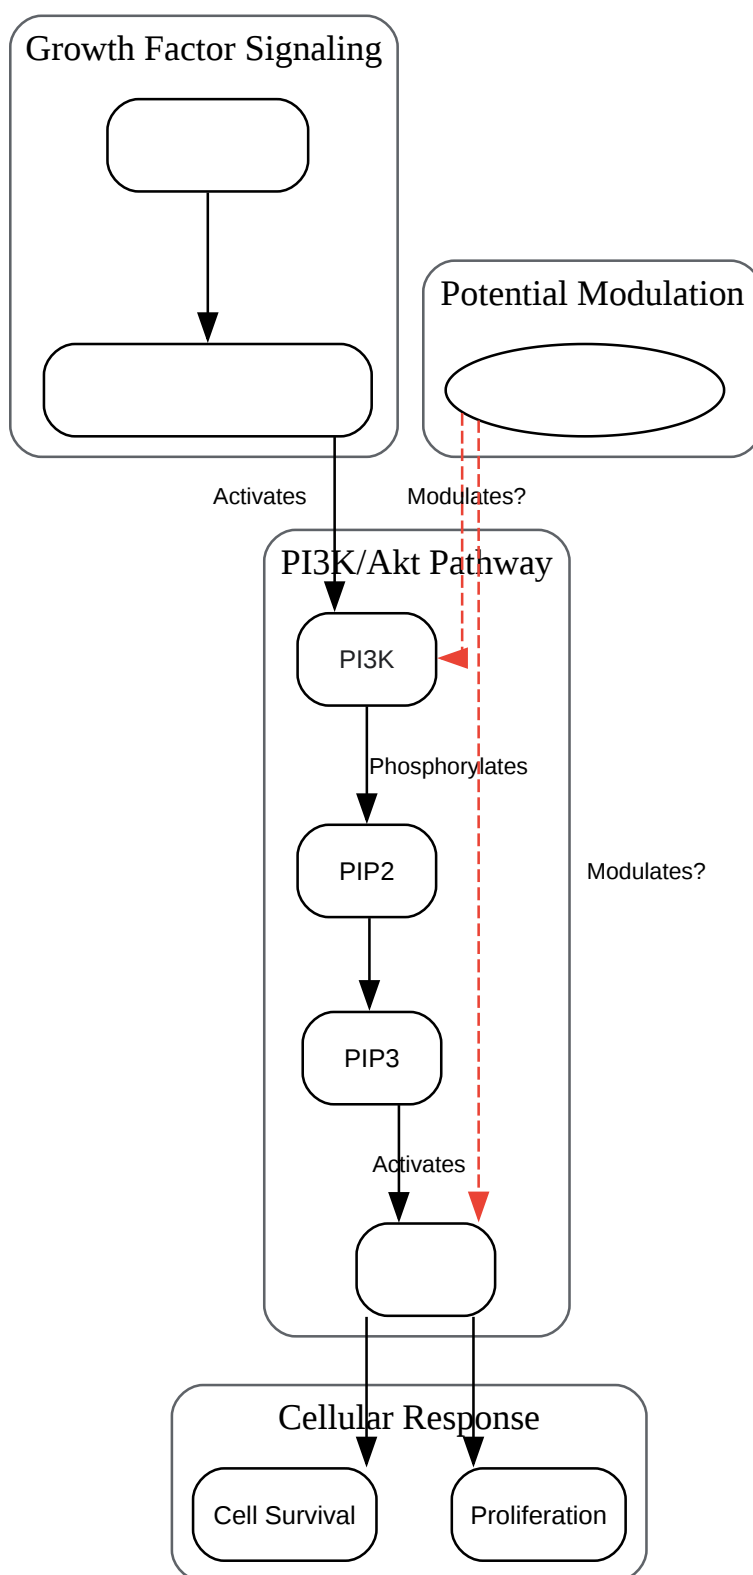 Growth Factor Signaling
Potential Modulation
Activates
Modulates?
PI3K/Akt Pathway
PI3K
Phosphorylates
PIP2
Modulates?
PIP3
Activates
Cellular Response
Cell Survival
Proliferation